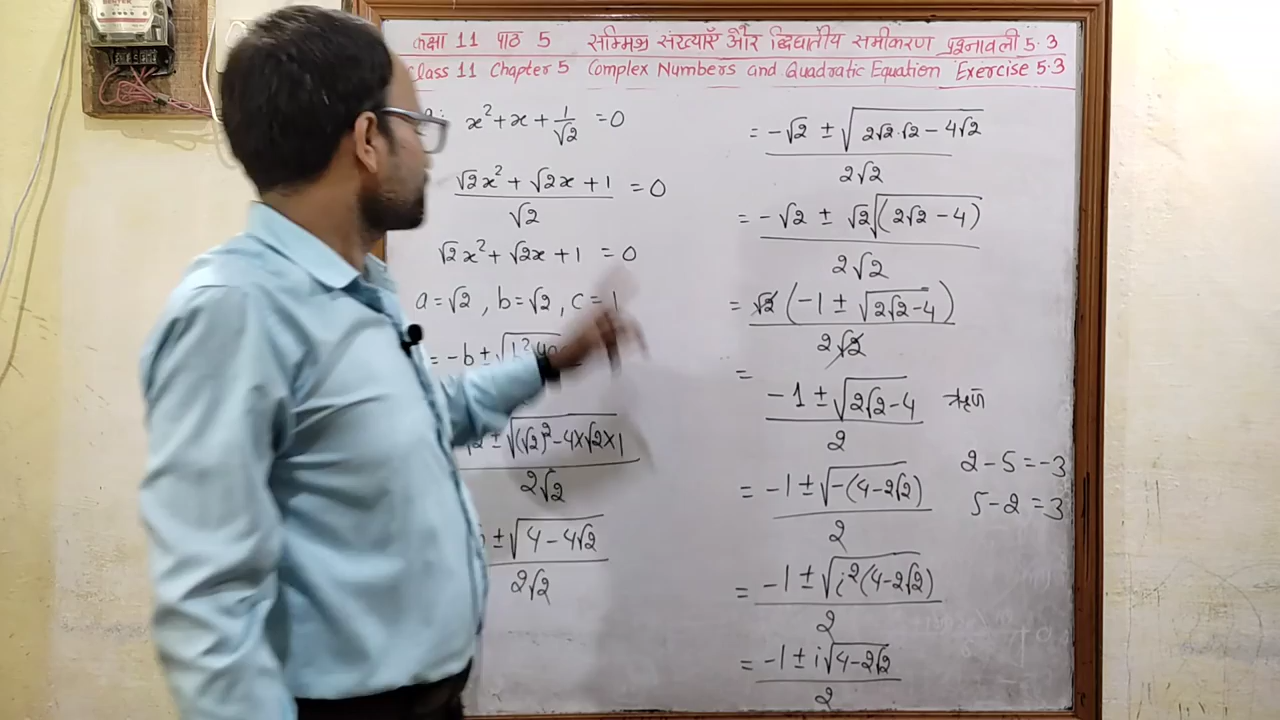 कक्षा 11 पाठ 5 सम्मिश्र संख्याएँ और द्विघातीय समीकरण प्रश्नावली 5.3
Class 11 Chapter 5 Complex Numbers and Quadratic Equation Exercise 5.3
x² + x + 1/√2 = 0
(√2x² + √2x + 1)/√2 = 0
√2x² + √2x + 1 = 0
a = √2, b = √2, c = 1
= -b ± √
2 ± √((√2)² - 4×√2×1)
2√2
± √(4 - 4√2)
2√2
= (-√2 ± √(2√2·√2 - 4√2))/2√2
= (-√2 ± √2√(2√2 - 4))/2√2
= √2(-1 ± √(2√2-4))/2√2
= (-1 ± √(2√2-4))/2 ऋण
2 - 5 = -3
5 - 2 = 3
= (-1 ± √(-(4-2√2)))/2
= (-1 ± √(i²(4-2√2)))/2
= (-1 ± i√(4-2√2))/2